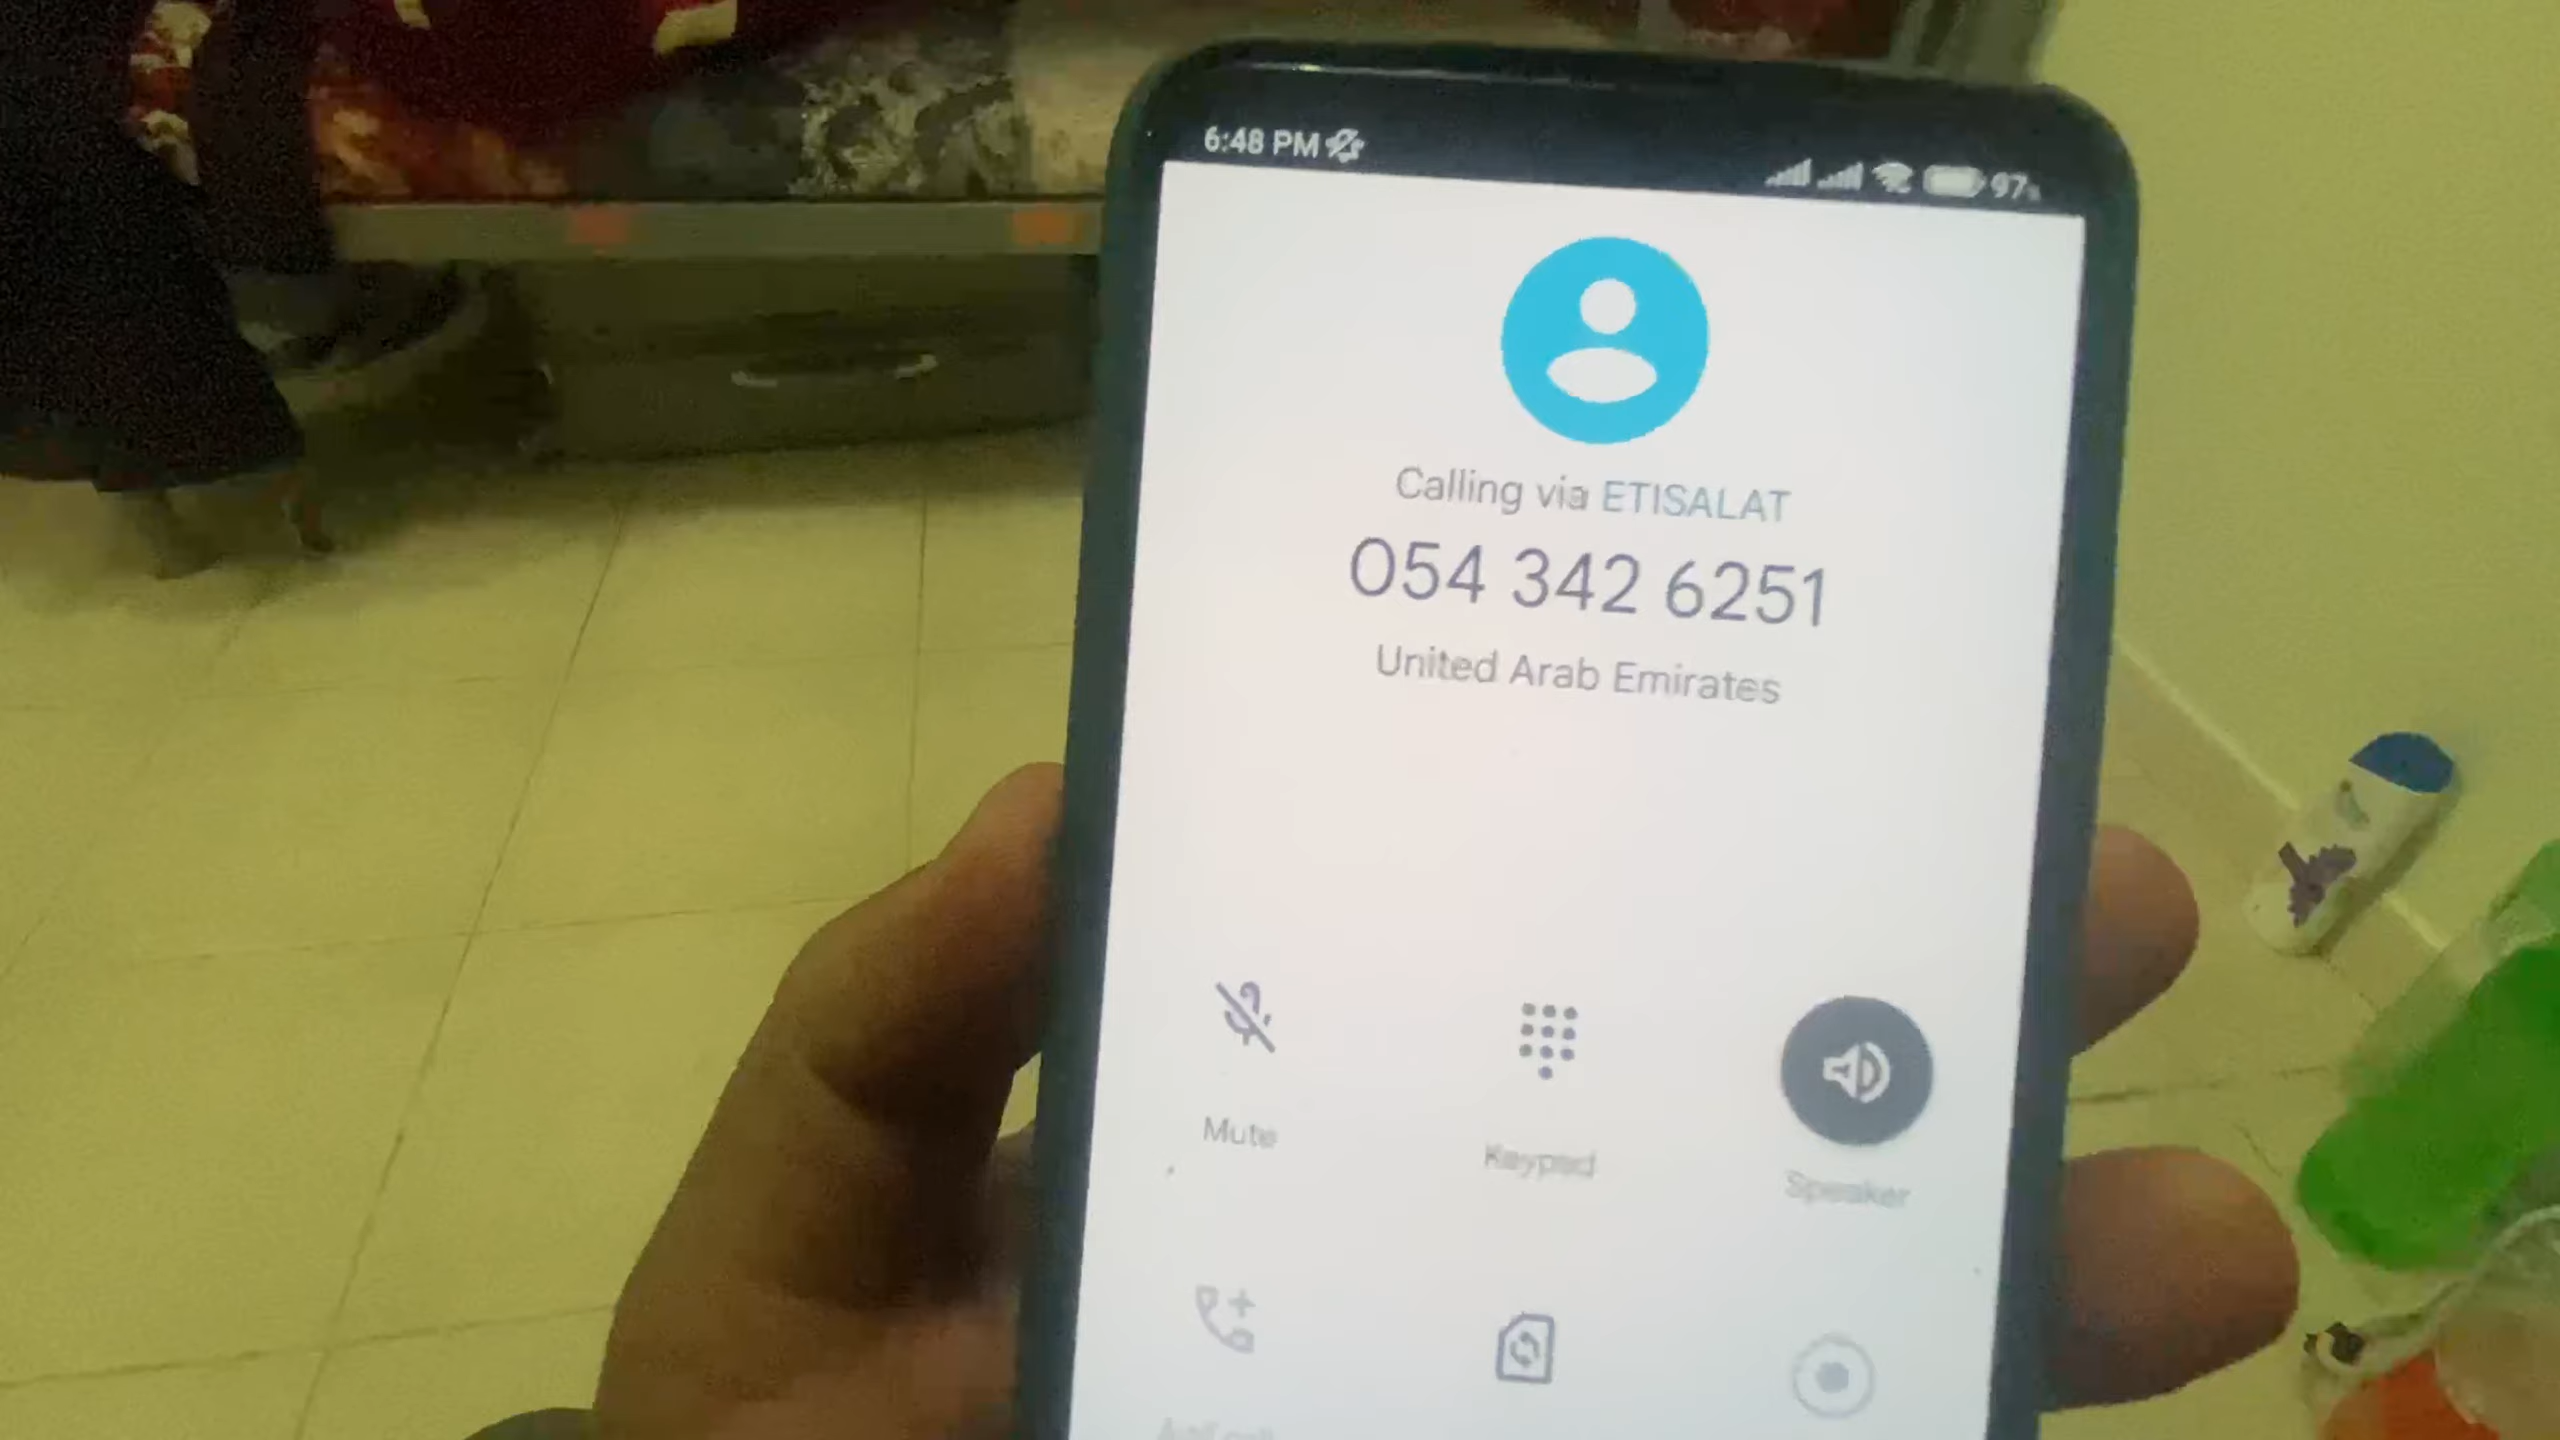 6:48 PM
97%
Calling via ETISALAT
054 342 6251
United Arab Emirates
Mute
Keypad
Speaker